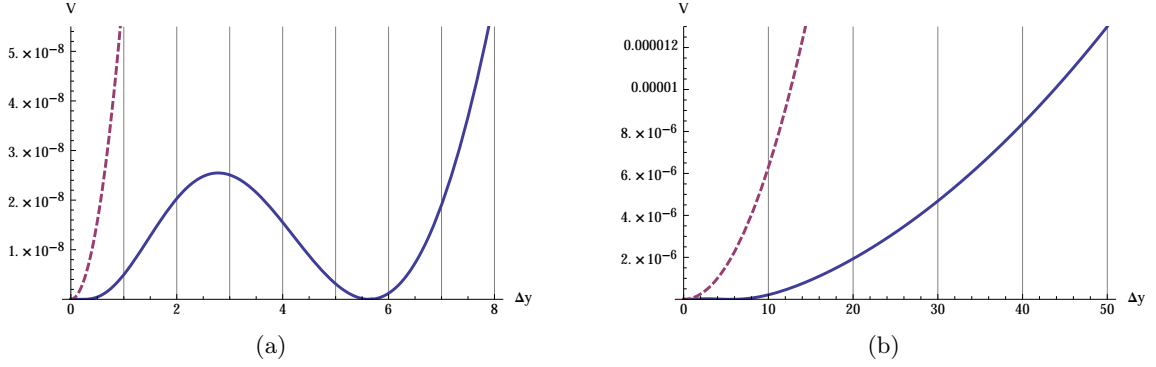 V
5. × 10⁻⁸
4. × 10⁻⁸
3. × 10⁻⁸
2. × 10⁻⁸
1. × 10⁻⁸
0 2 4 6 8 Δy
(a)
V
0.000012
0.00001
8. × 10⁻⁶
6. × 10⁻⁶
4. × 10⁻⁶
2. × 10⁻⁶
0 10 20 30 40 50 Δy
(b)